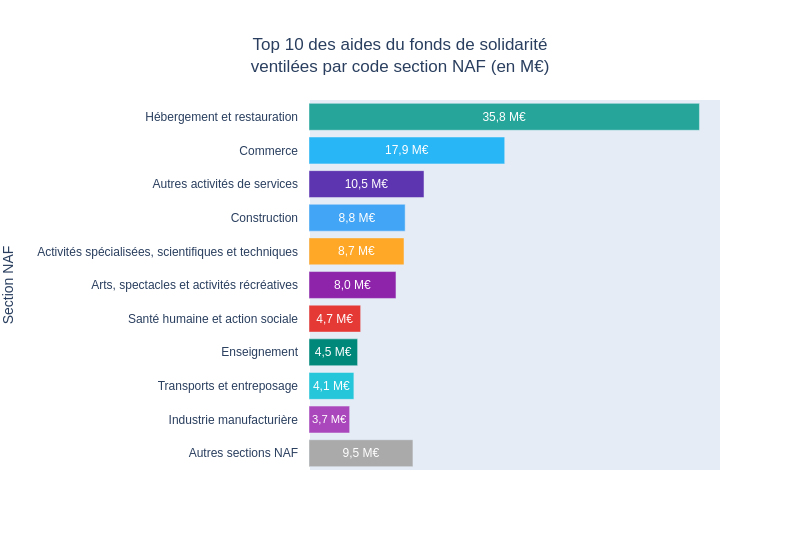 Top 10 des aides du fonds de solidarité
ventilées par code section NAF (en M€)
Section NAF
Hébergement et restauration 35,8 M€
Commerce 17,9 M€
Autres activités de services 10,5 M€
Construction 8,8 M€
Activités spécialisées, scientifiques et techniques 8,7 M€
Arts, spectacles et activités récréatives 8,0 M€
Santé humaine et action sociale 4,7 M€
Enseignement 4,5 M€
Transports et entreposage 4,1 M€
Industrie manufacturière 3,7 M€
Autres sections NAF 9,5 M€